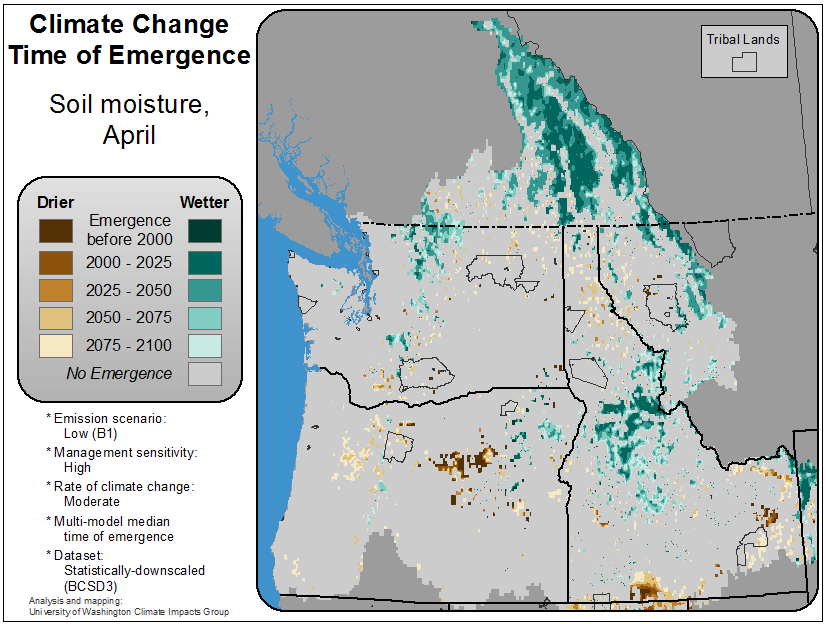 Climate Change
Time of Emergence
Soil moisture,
April
Tribal Lands
Drier Wetter
Emergence
before 2000
2000 - 2025
2025 - 2050
2050 - 2075
2075 - 2100
No Emergence
* Emission scenario:
Low (B1)
* Management sensitivity:
High
* Rate of climate change:
Moderate
* Multi-model median
time of emergence
* Dataset:
Statistically-downscaled
(BCSD3)
Analysis and mapping:
University of Washington Climate Impacts Group